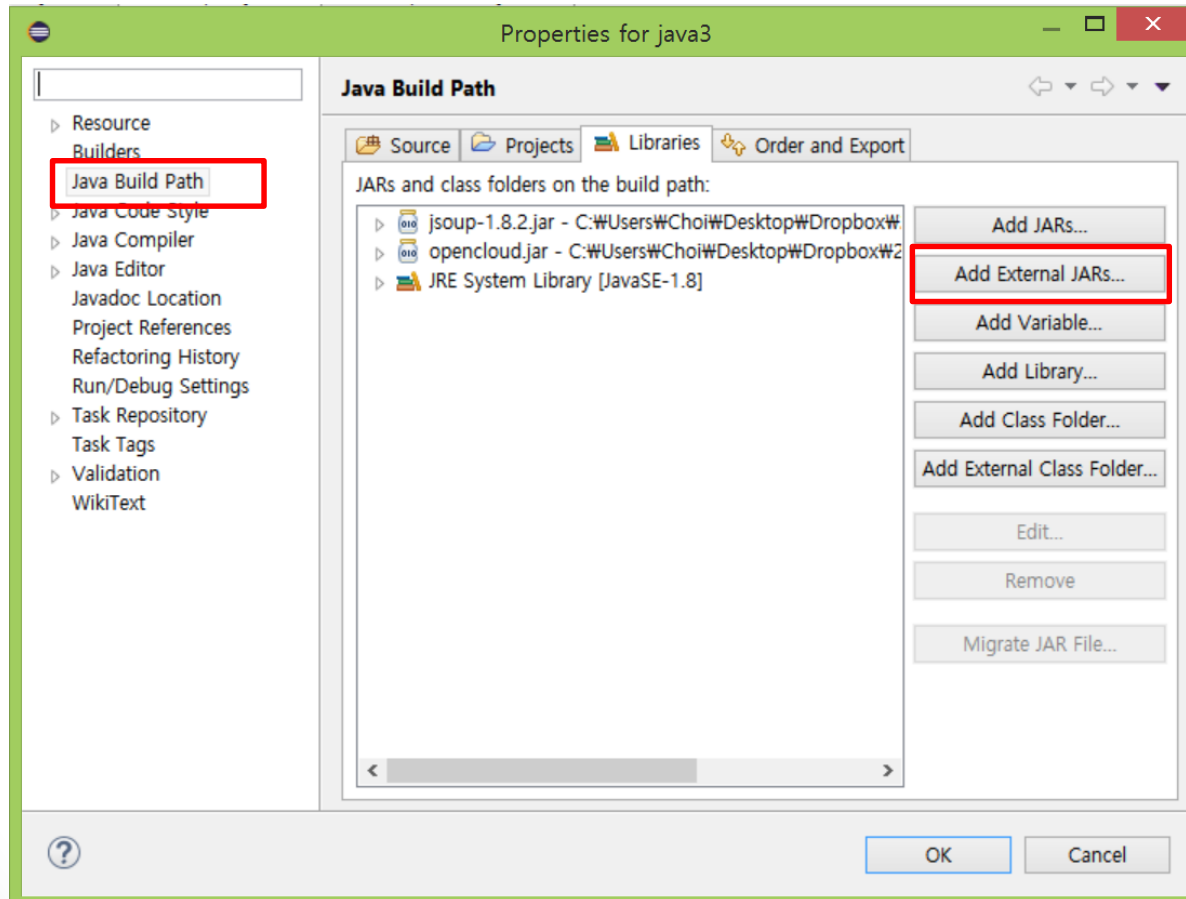 Properties for java3
Java Build Path
Resource
Builders
Java Build Path
Java Code Style
Java Compiler
Java Editor
Javadoc Location
Project References
Refactoring History
Run/Debug Settings
Task Repository
Task Tags
Validation
WikiText
Source
Projects
Libraries
Order and Export
JARs and class folders on the build path:
jsoup-1.8.2.jar - C:₩Users₩Choi₩Desktop₩Dropbox₩
opencloud.jar - C:₩Users₩Choi₩Desktop₩Dropbox₩2
JRE System Library [JavaSE-1.8]
Add JARs...
Add External JARs...
Add Variable...
Add Library...
Add Class Folder...
Add External Class Folder...
Edit...
Remove
Migrate JAR File...
?
OK
Cancel